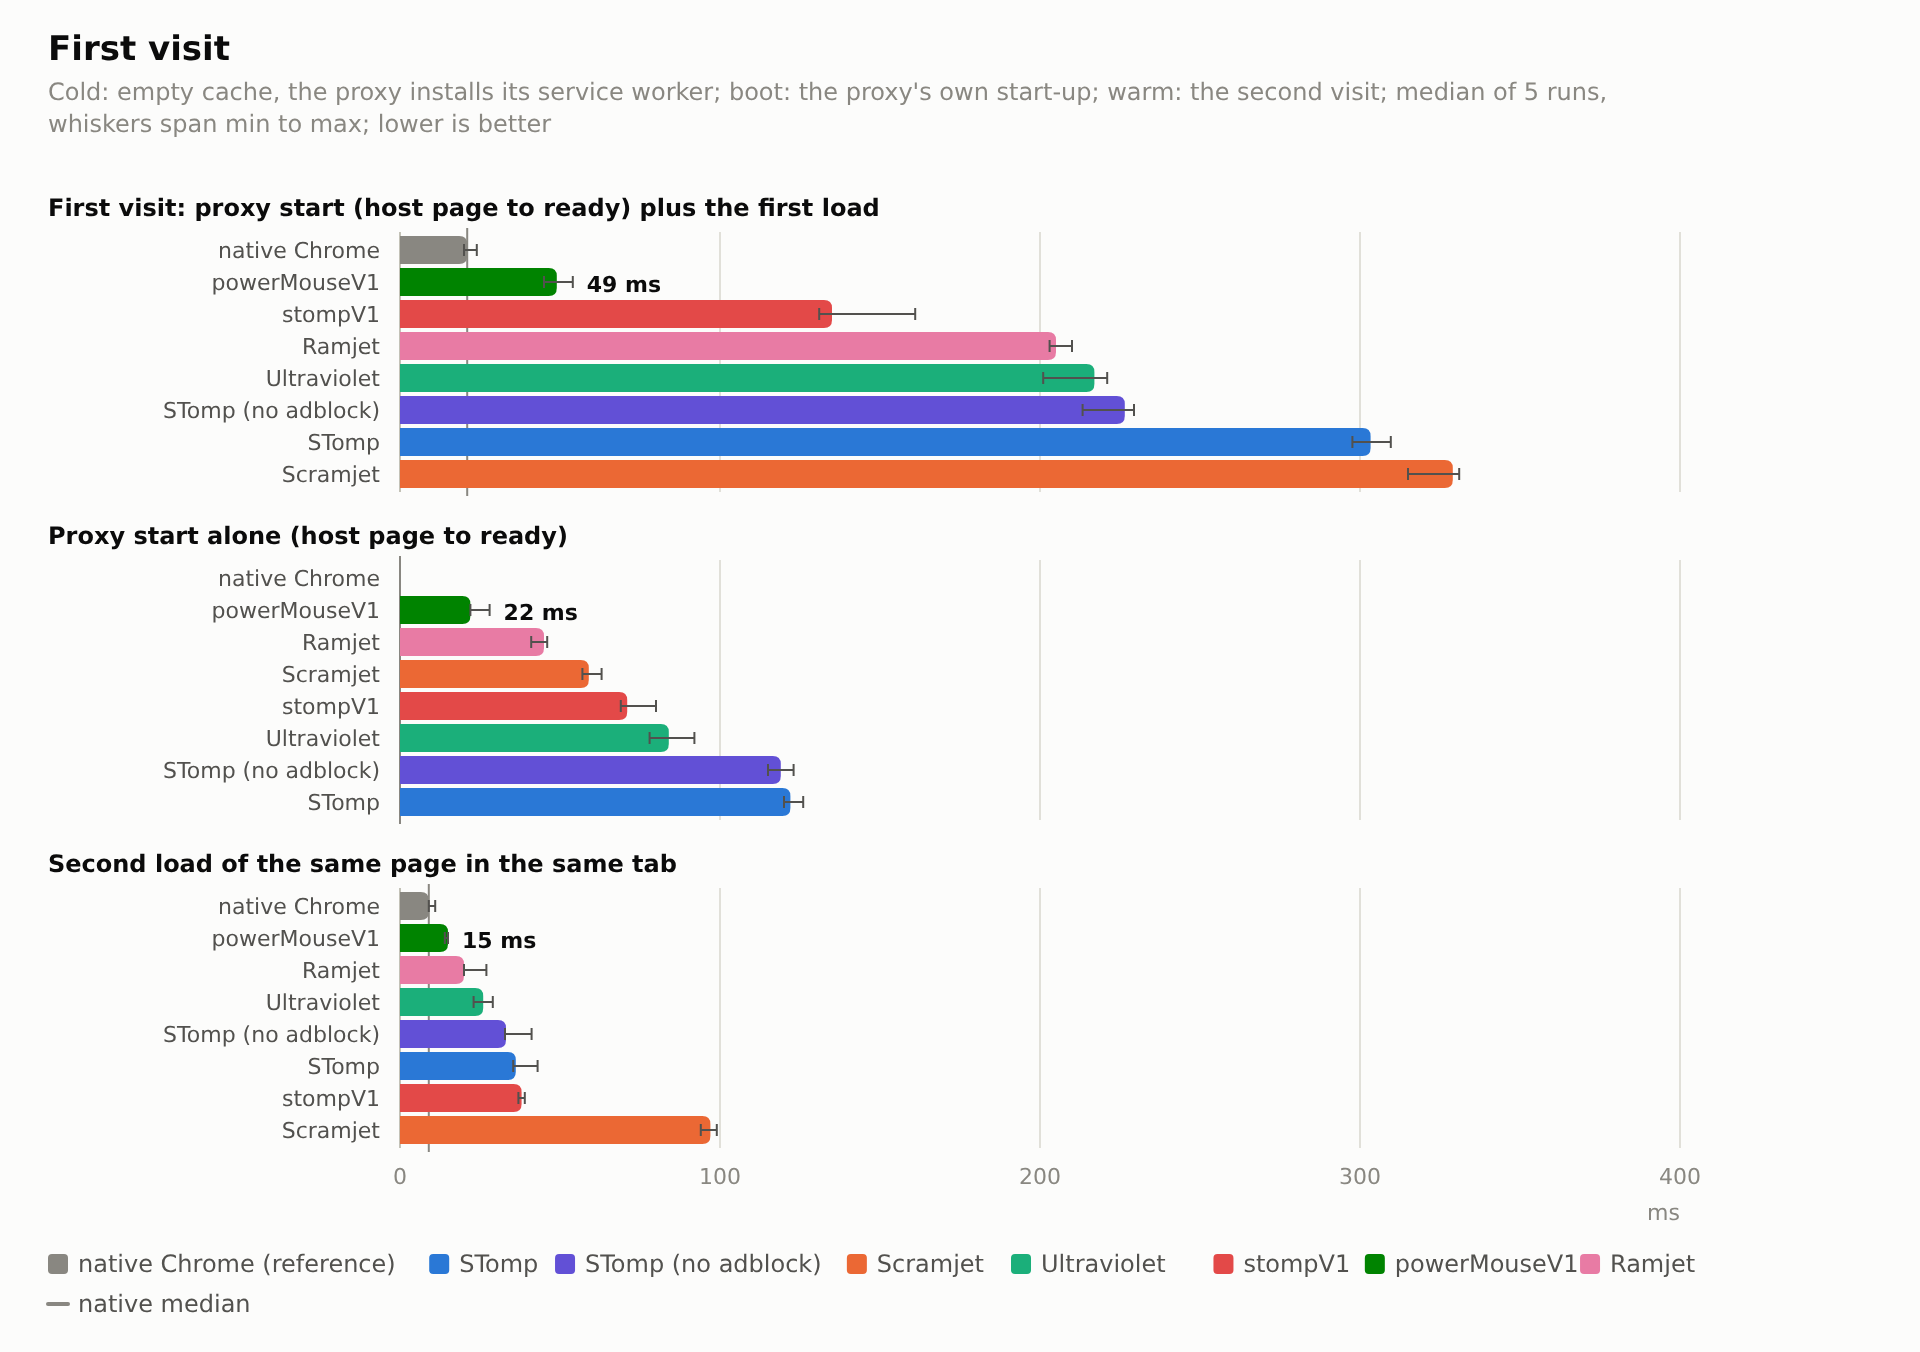 First visit
Cold: empty cache, the proxy installs its service worker; boot: the proxy's own start-up; warm: the second visit; median of 5 runs,
whiskers span min to max; lower is better
First visit: proxy start (host page to ready) plus the first load
native Chrome
powerMouseV1 49 ms
stompV1
Ramjet
Ultraviolet
STomp (no adblock)
STomp
Scramjet
Proxy start alone (host page to ready)
native Chrome
powerMouseV1 22 ms
Ramjet
Scramjet
stompV1
Ultraviolet
STomp (no adblock)
STomp
Second load of the same page in the same tab
native Chrome
powerMouseV1 15 ms
Ramjet
Ultraviolet
STomp (no adblock)
STomp
stompV1
Scramjet
0 100 200 300 400
ms
native Chrome (reference) STomp STomp (no adblock) Scramjet Ultraviolet stompV1 powerMouseV1 Ramjet
native median